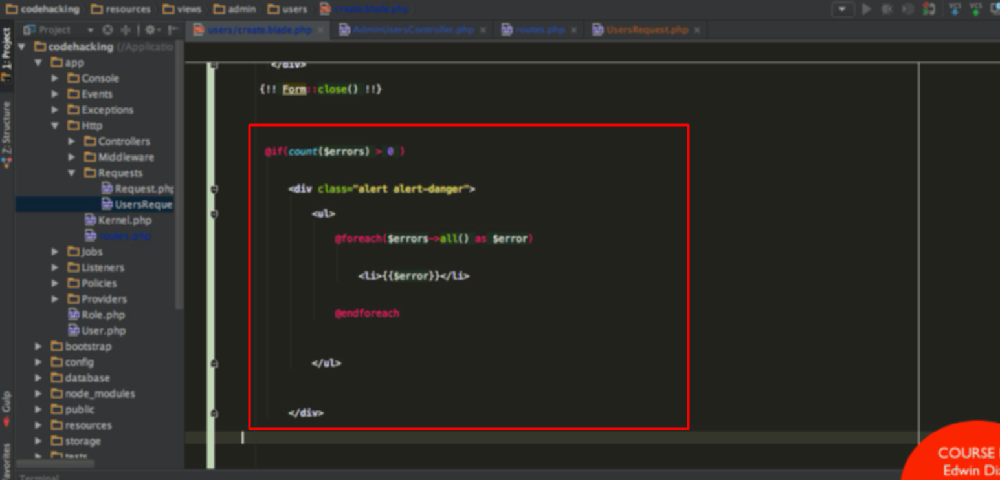 codehacking resources views admin users create.blade.php
Project
users/create.blade.php AdminUsersController.php routes.php UsersRequest.php
1: Project
Z: Structure
Gulp
Favorites
codehacking (/Applicatio
app
Console
Events
Exceptions
Http
Controllers
Middleware
Requests
Request.php
UsersReque
Kernel.php
routes.php
Jobs
Listeners
Policies
Providers
Role.php
User.php
bootstrap
config
database
node_modules
public
resources
storage
tests
Terminal
VCS VCS
</div>
{!! Form::close() !!}
@if(count($errors) > 0 )
<div class="alert alert-danger">
<ul>
@foreach($errors->all() as $error)
<li>{{$error}}</li>
@endforeach
</ul>
</div>
COURSE
Edwin Di